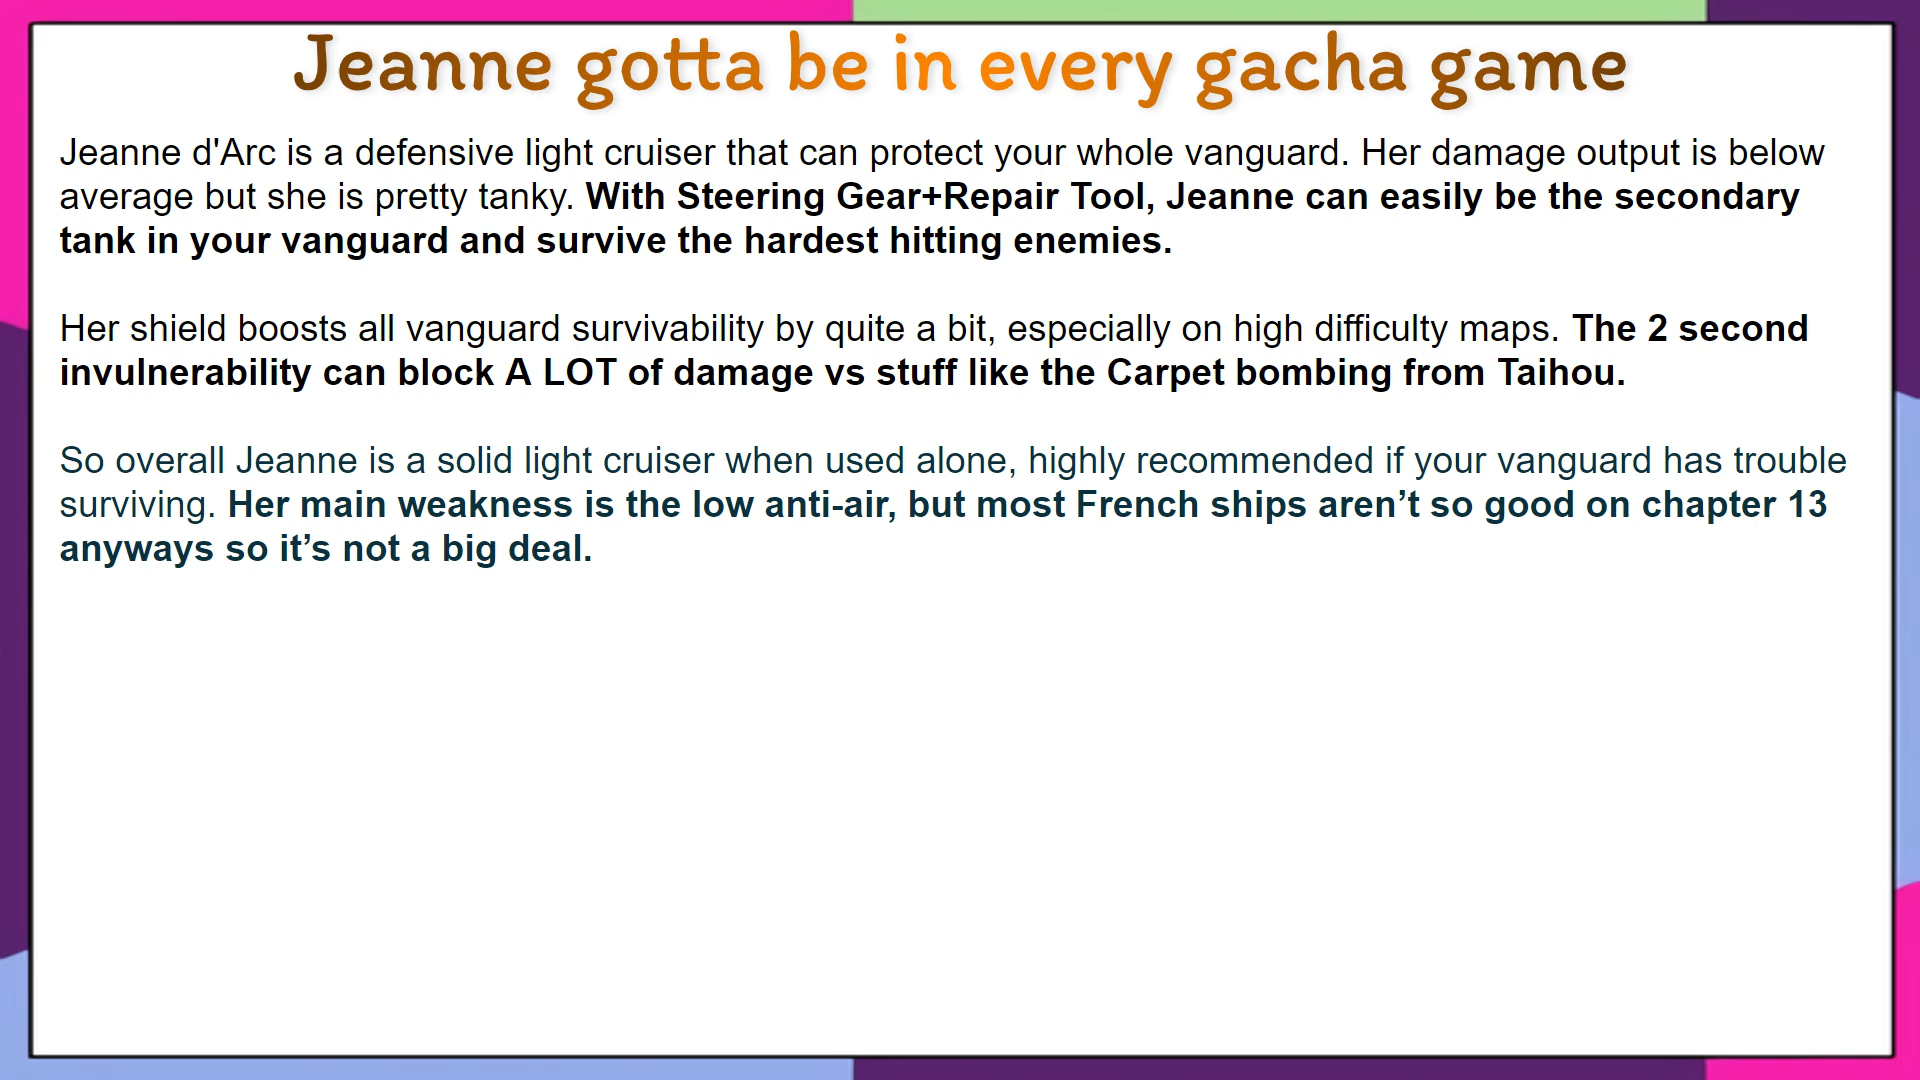 Jeanne gotta be in every gacha game
Jeanne d'Arc is a defensive light cruiser that can protect your whole vanguard. Her damage output is below
average but she is pretty tanky. With Steering Gear+Repair Tool, Jeanne can easily be the secondary
tank in your vanguard and survive the hardest hitting enemies.
Her shield boosts all vanguard survivability by quite a bit, especially on high difficulty maps. The 2 second
invulnerability can block A LOT of damage vs stuff like the Carpet bombing from Taihou.
So overall Jeanne is a solid light cruiser when used alone, highly recommended if your vanguard has trouble
surviving. Her main weakness is the low anti-air, but most French ships aren’t so good on chapter 13
anyways so it’s not a big deal.